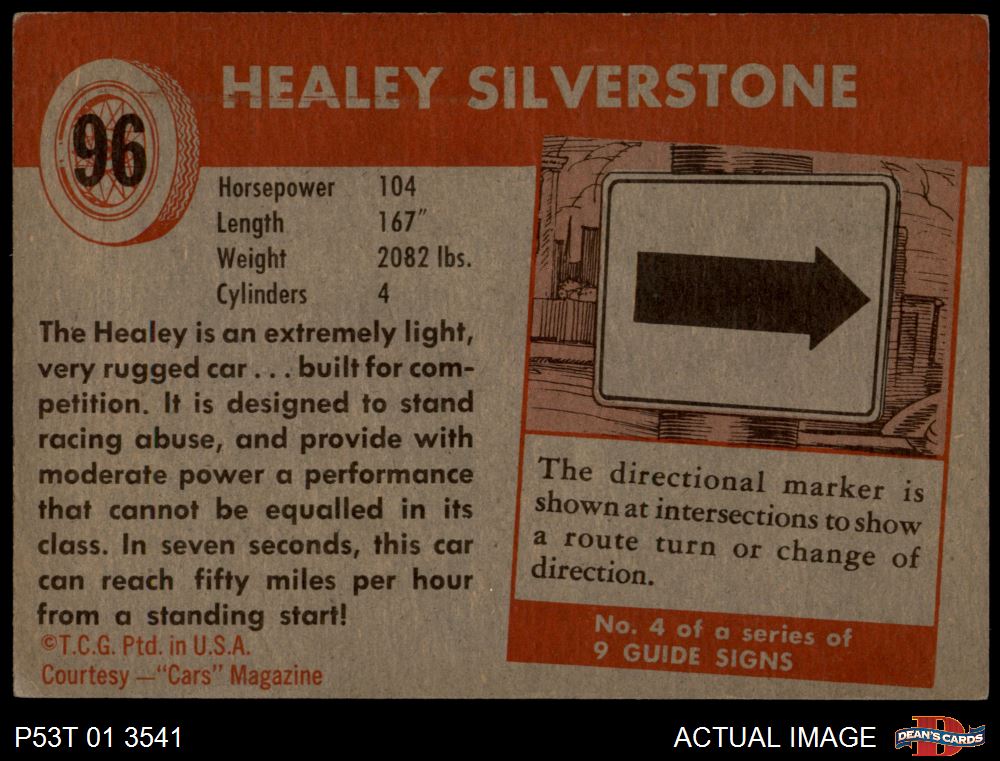 96
HEALEY SILVERSTONE
Horsepower 104
Length 167"
Weight 2082 lbs.
Cylinders 4
The Healey is an extremely light,
very rugged car . . . built for com-
petition. It is designed to stand
racing abuse, and provide with
moderate power a performance
that cannot be equalled in its
class. In seven seconds, this car
can reach fifty miles per hour
from a standing start!
©T.C.G. Ptd. in U.S.A.
Courtesy —"Cars" Magazine
The directional marker is
shown at intersections to show
a route turn or change of
direction.
No. 4 of a series of
9 GUIDE SIGNS
P53T 01 3541
ACTUAL IMAGE
D
DEAN'S CARDS